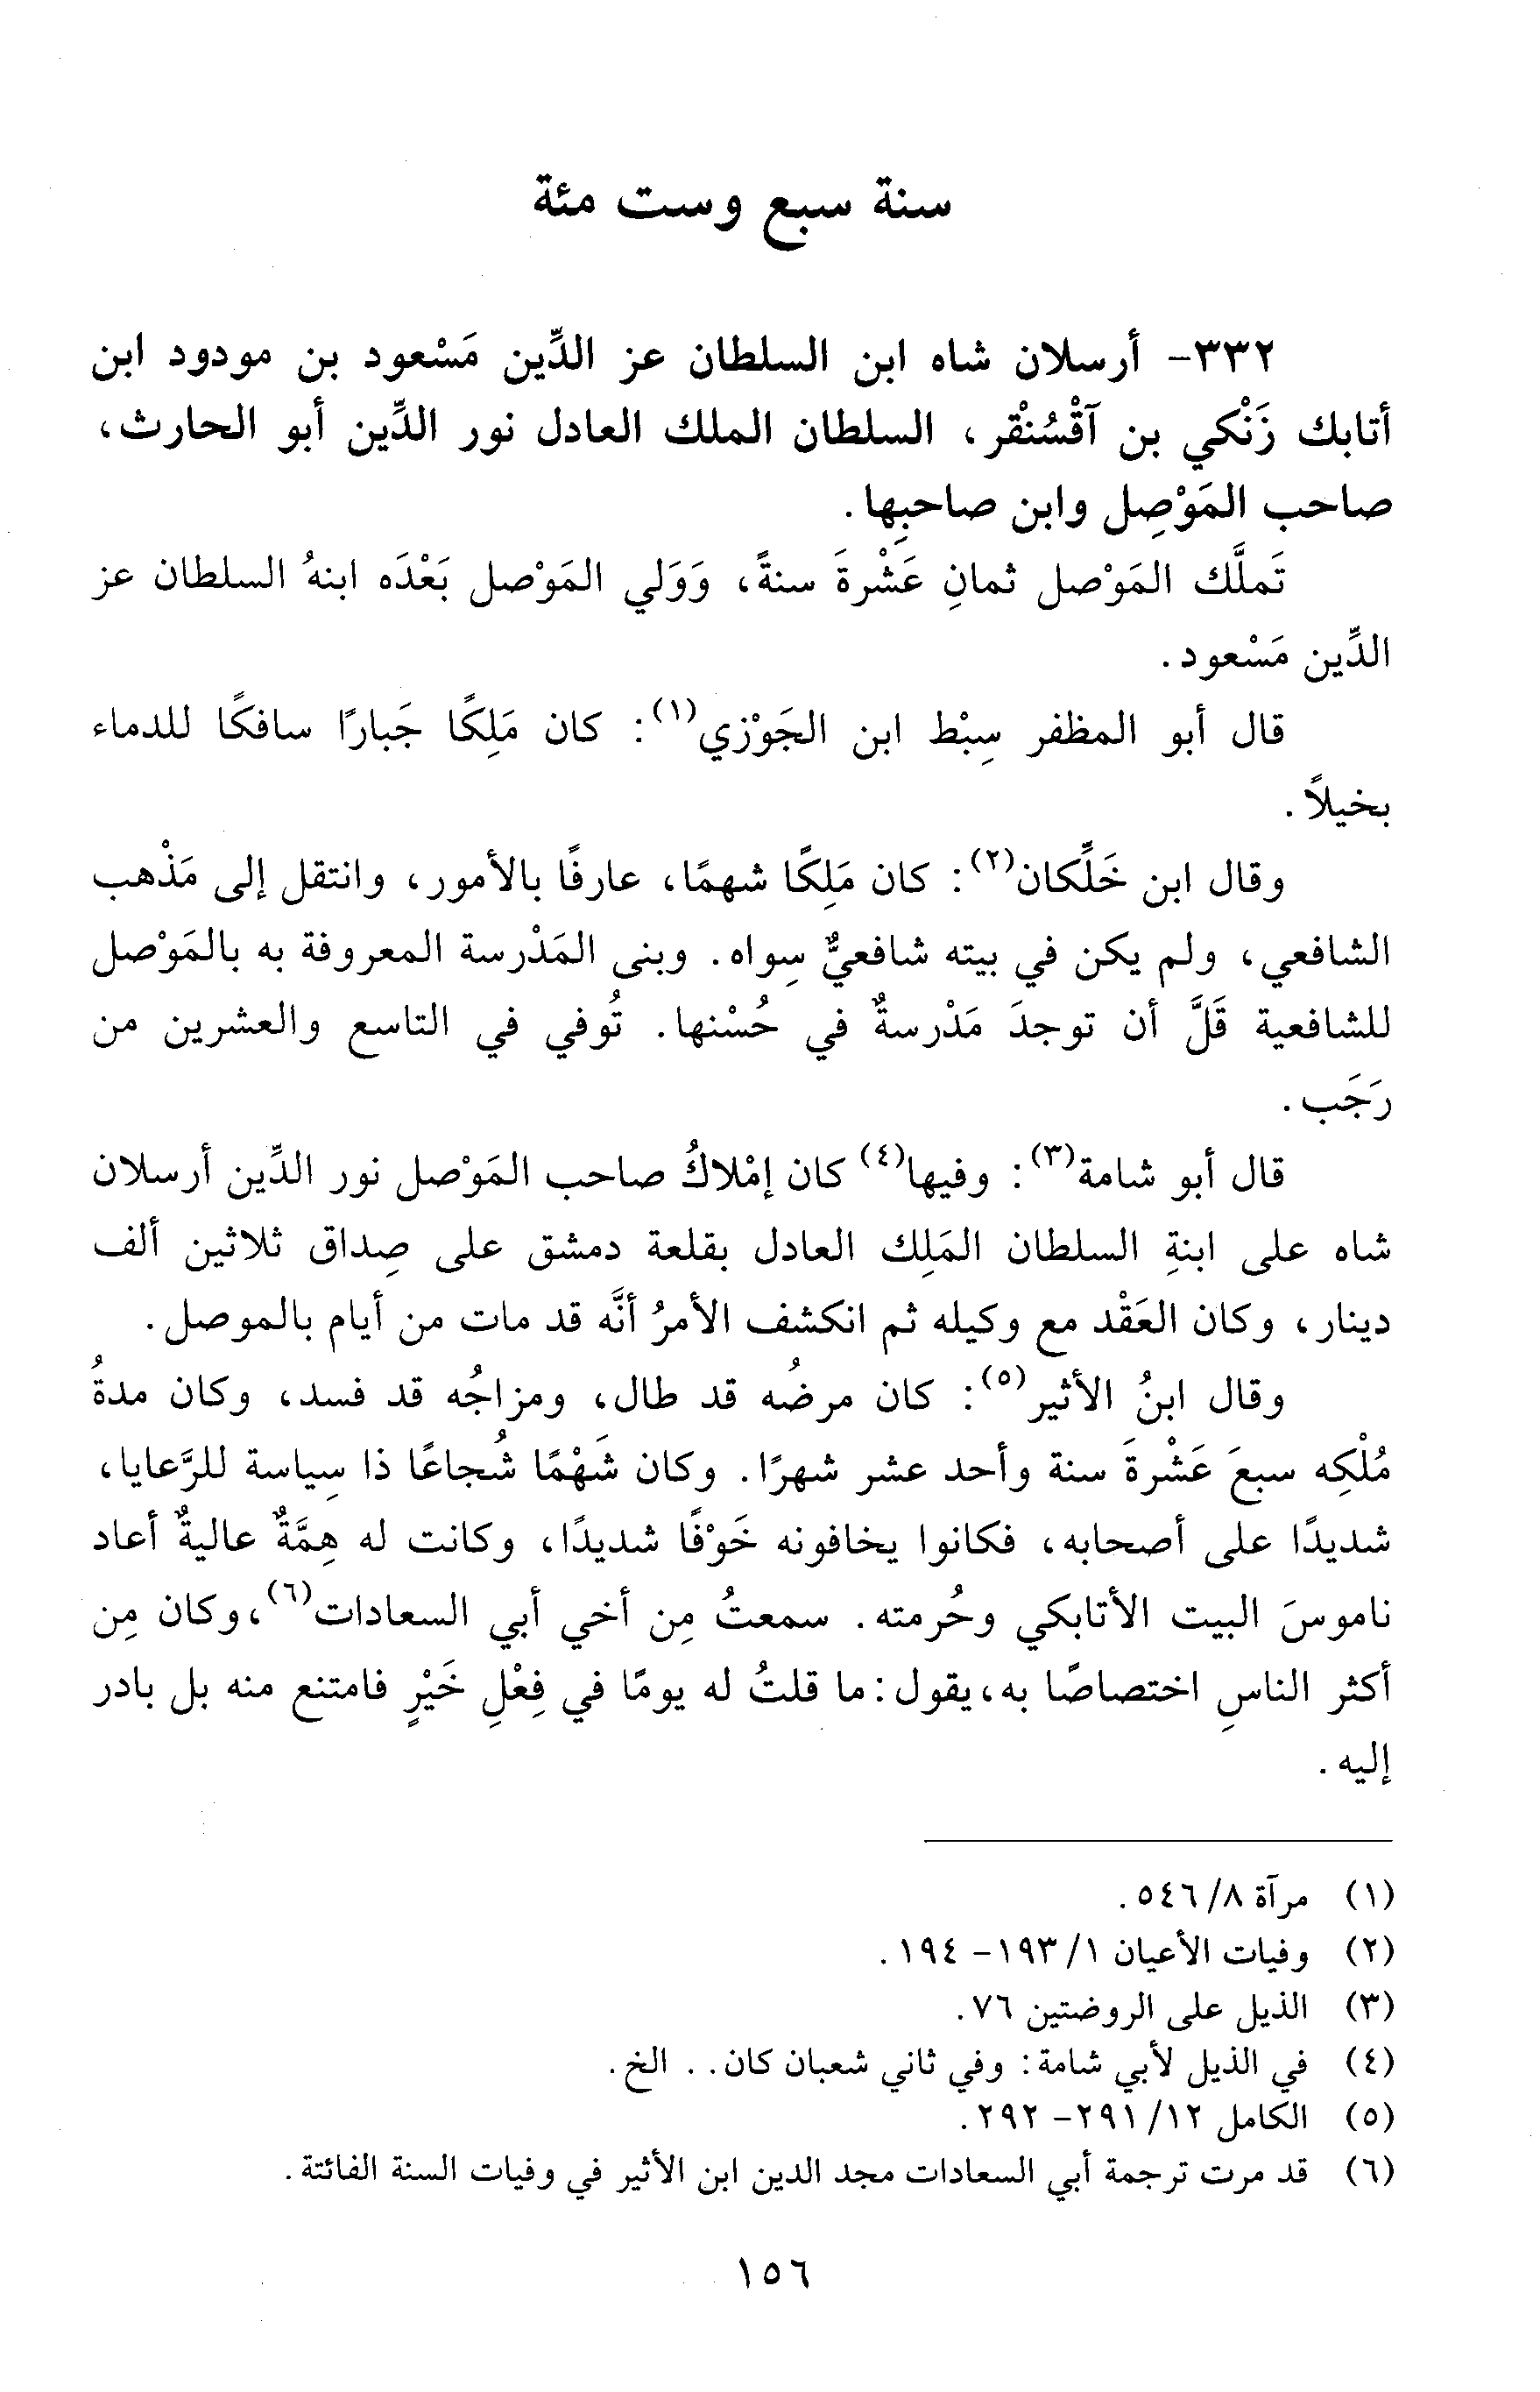 سنة سبع وست مئة
٣٣٢- أرسلان شاه ابن السلطان عز الدِّين مَسْعود بن مودود ابن
أتابك زَنْكي بن آقْسُنْقر، السلطان الملك العادل نور الدِّين أبو الحارث،
صاحب المَوْصِل وابن صاحبِها.
تَملَّك المَوْصل ثمانِ عَشْرةَ سنةً، وَوَلي المَوْصل بَعْدَه ابنهُ السلطان عز
الدِّين مَسْعود.
قال أبو المظفر سِبْط ابن الجَوْزي(١): كان مَلِكًا جَبارًا سافكًا للدماء
بخيلاً.
وقال ابن خَلِّكان(٢): كان مَلِكًا شهمًا، عارفًا بالأمور، وانتقل إلى مَذْهب
الشافعي، ولم يكن في بيته شافعيٌّ سِواه. وبنى المَدْرسة المعروفة به بالمَوْصل
للشافعية قَلَّ أن توجدَ مَدْرسةٌ في حُسْنها. تُوفي في التاسع والعشرين من
رَجَب.
قال أبو شامة(٣): وفيها(٤) كان إمْلاكُ صاحب المَوْصل نور الدِّين أرسلان
شاه على ابنةِ السلطان المَلِك العادل بقلعة دمشق على صِداق ثلاثين ألف
دينار، وكان العَقْد مع وكيله ثم انكشف الأمرُ أنَّه قد مات من أيام بالموصل.
وقال ابنُ الأثير(٥): كان مرضُه قد طال، ومزاجُه قد فسد، وكان مدةُ
مُلْكِه سبعَ عَشْرةَ سنة وأحد عشر شهرًا. وكان شَهْمًا شُجاعًا ذا سِياسة للرَّعايا،
شديدًا على أصحابه، فكانوا يخافونه خَوْفًا شديدًا، وكانت له هِمَّةٌ عاليةٌ أعاد
ناموسَ البيت الأتابكي وحُرمته. سمعتُ مِن أخي أبي السعادات(٦)، وكان مِن
أكثر الناسِ اختصاصًا به، يقول: ما قلتُ له يومًا في فِعْلِ خَيْرٍ فامتنع منه بل بادر
إليه.
(١) مرآة ٨/ ٥٤٦.
(٢) وفيات الأعيان ١/ ١٩٣- ١٩٤.
(٣) الذيل على الروضتين ٧٦.
(٤) في الذيل لأبي شامة: وفي ثاني شعبان كان. . الخ.
(٥) الكامل ١٢/ ٢٩١- ٢٩٢.
(٦) قد مرت ترجمة أبي السعادات مجد الدين ابن الأثير في وفيات السنة الفائتة.
١٥٦